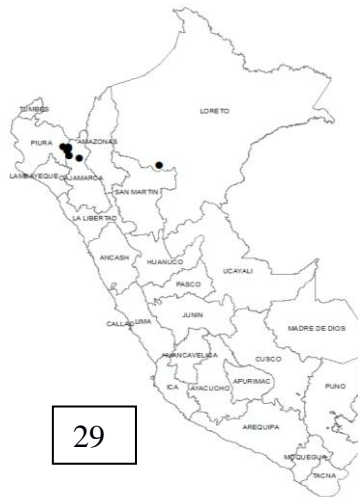 LORETO
TUMBES
PIURA
AMAZONAS
LAMBAYEQUE
CAJAMARCA
SAN MARTIN
LA LIBERTAD
ANCASH
HUANUCO
UCAYALI
PASCO
JUNIN
CALLAO
LIMA
MADRE DE DIOS
HUANCAVELICA
CUSCO
ICA
AYACUCHO
APURIMAC
PUNO
AREQUIPA
MOQUEGUA
TACNA
29